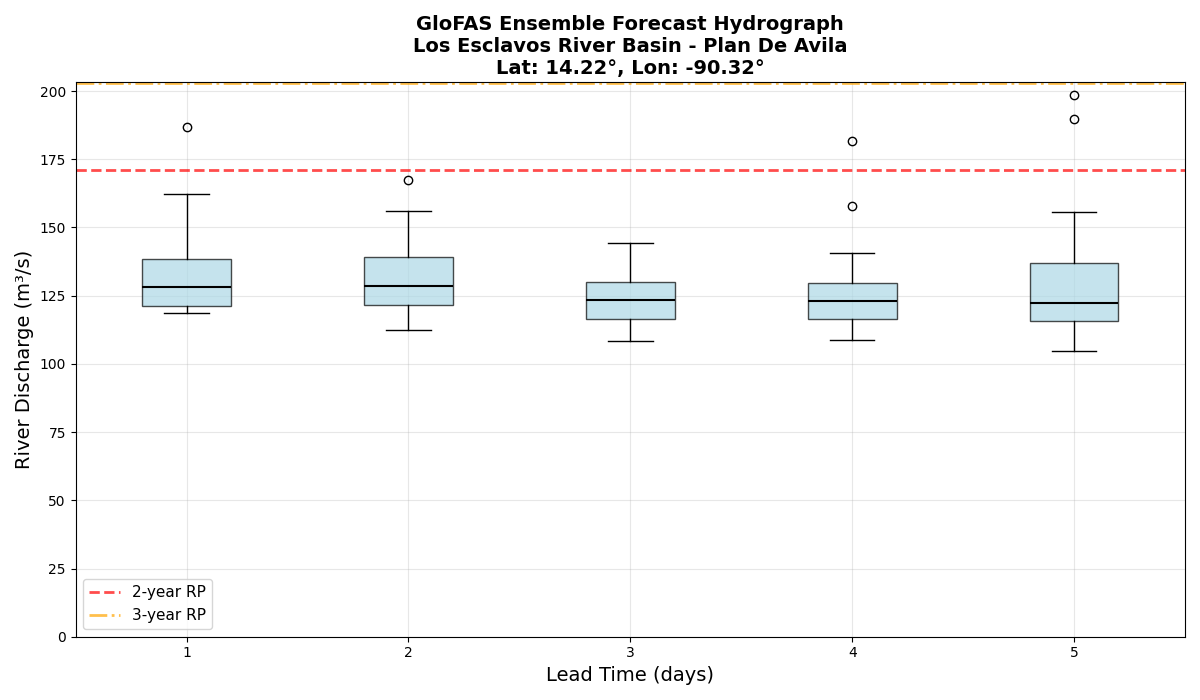 GloFAS Ensemble Forecast Hydrograph
Los Esclavos River Basin - Plan De Avila
Lat: 14.22°, Lon: -90.32°
River Discharge (m³/s)
200
175
150
125
100
75
50
25
0
2-year RP
3-year RP
1 2 3 4 5
Lead Time (days)